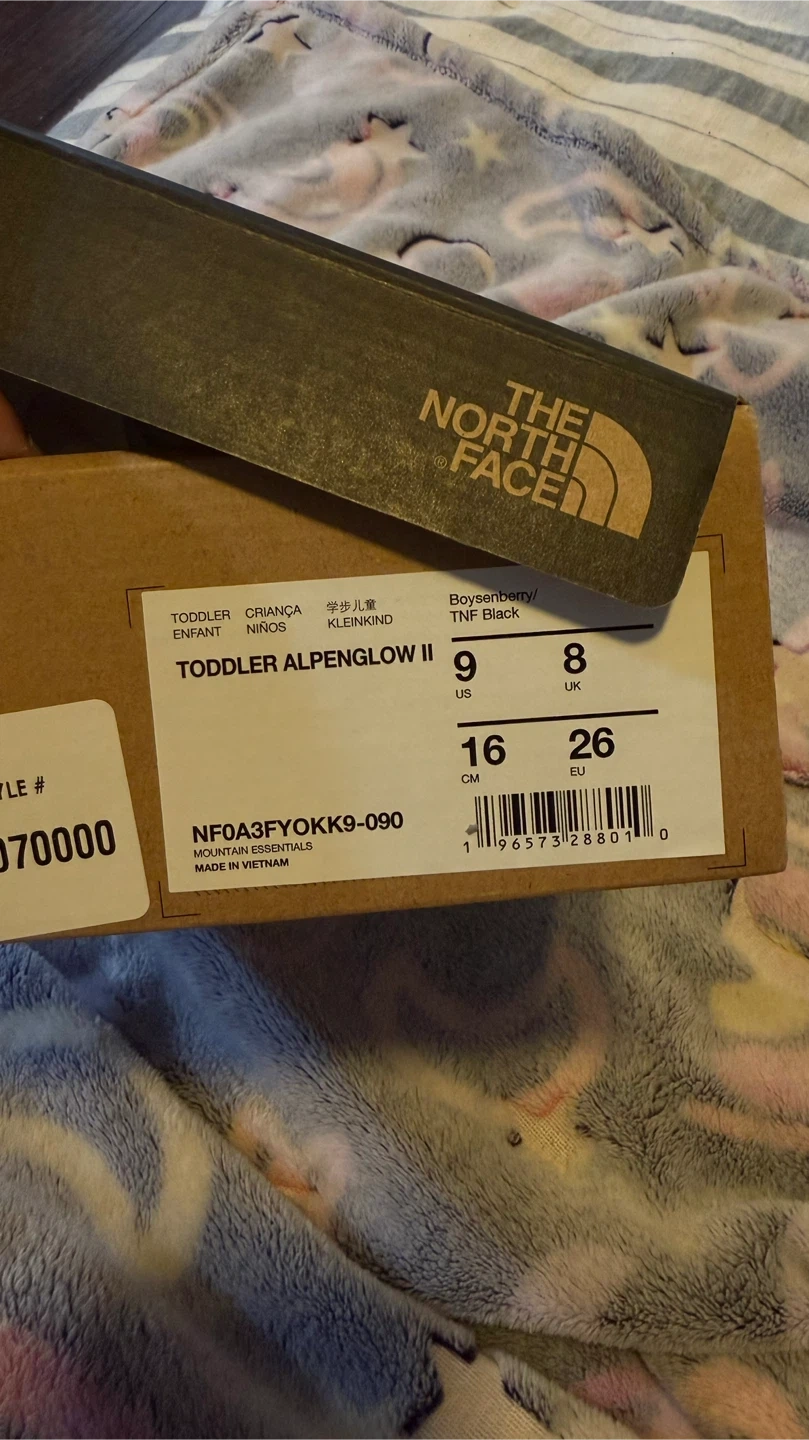 THE
NORTH
FACE
®
TODDLER CRIANÇA 学步儿童
ENFANT NIÑOS KLEINKIND
TODDLER ALPENGLOW II
Boysenberry/
TNF Black
9 8
US UK
16 26
CM EU
NF0A3FYOKK9-090
MOUNTAIN ESSENTIALS
MADE IN VIETNAM
1 96573 28801 0
YLE #
070000